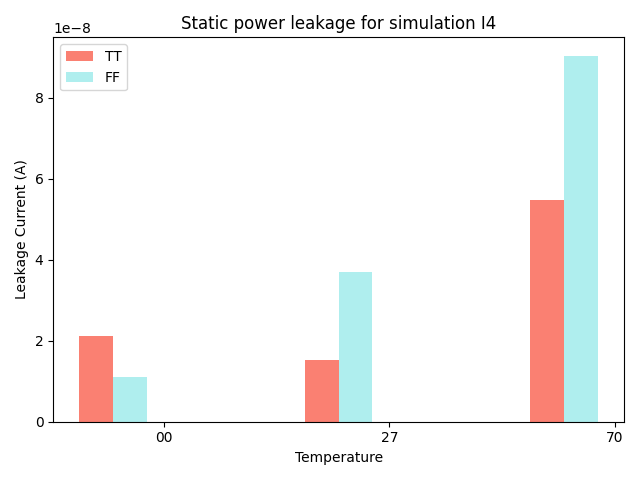 Static power leakage for simulation I4
1e−8
TT
FF
8
6
4
2
0
Leakage Current (A)
00
27
70
Temperature